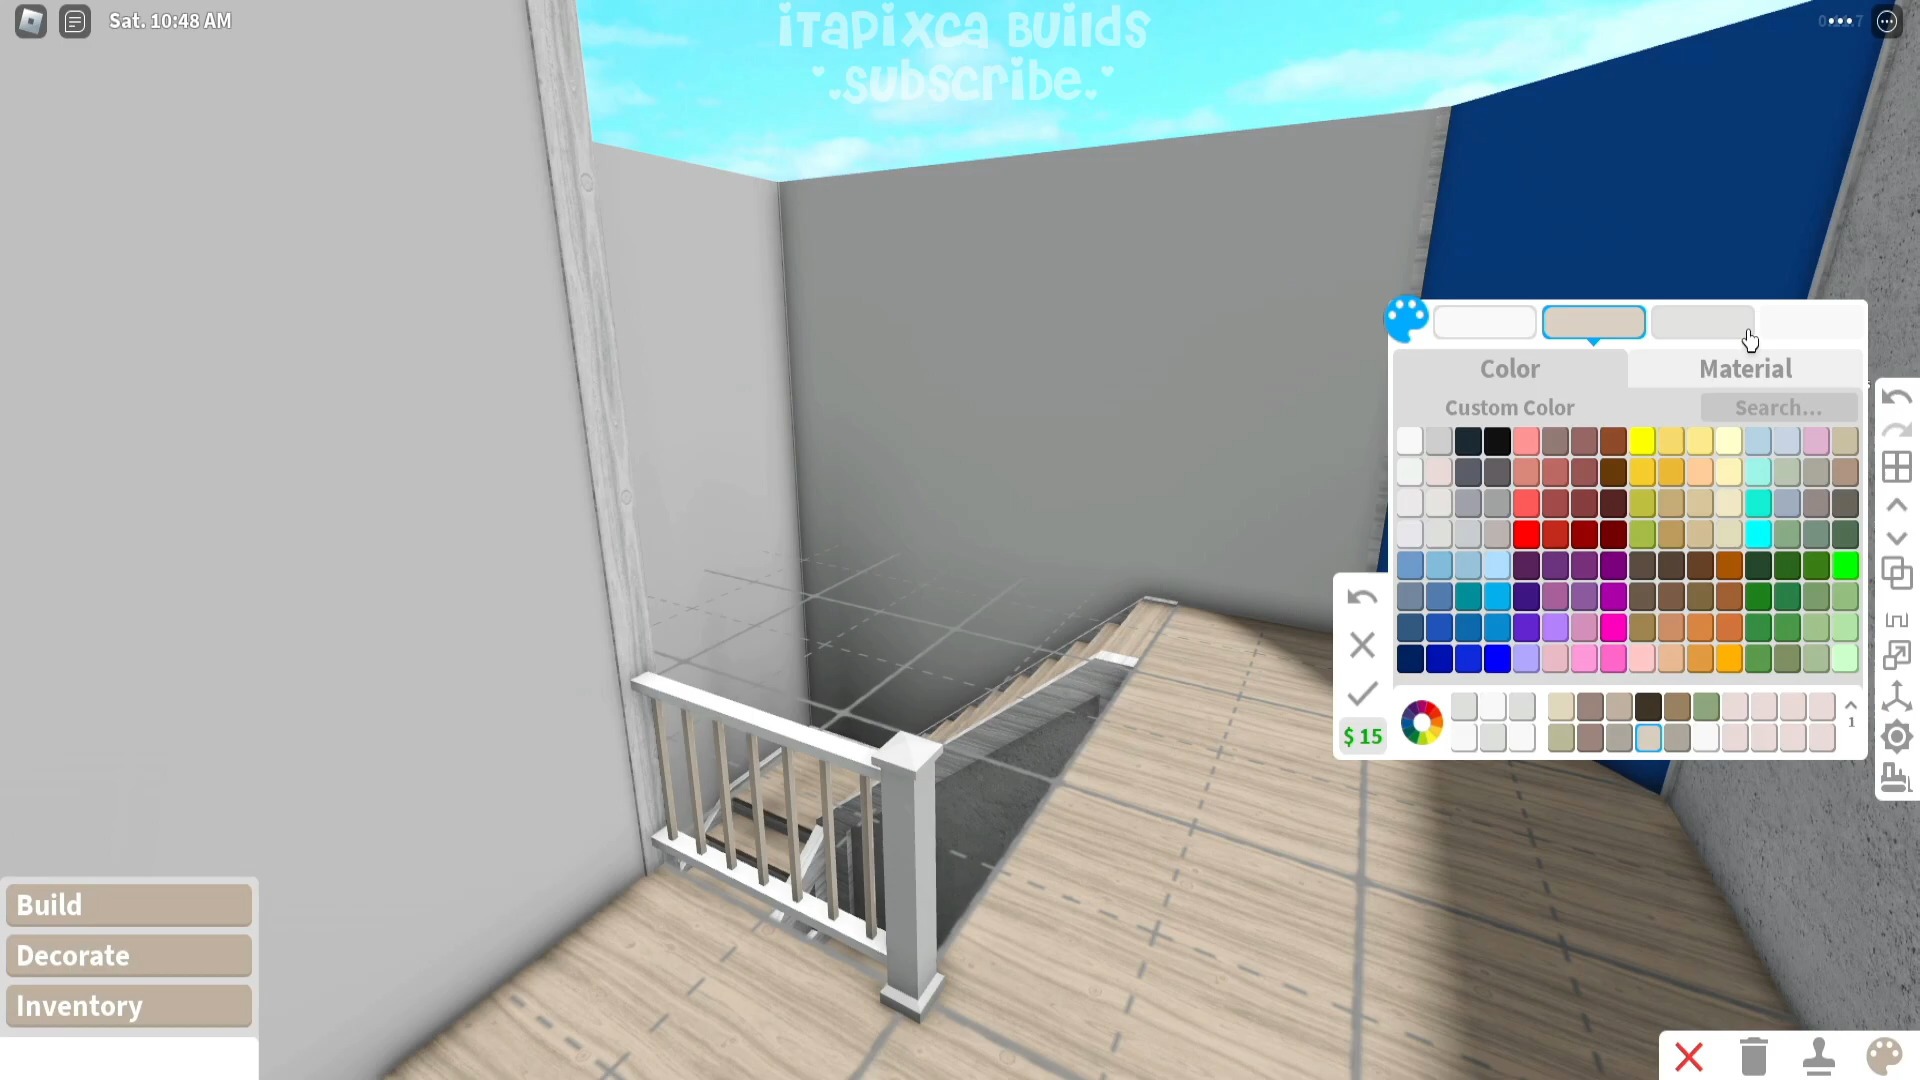 Sat. 10:48 AM
iTapixca Builds
.subscribe.
Color
Material
Custom Color
Search...
1
$ 15
Build
Decorate
Inventory